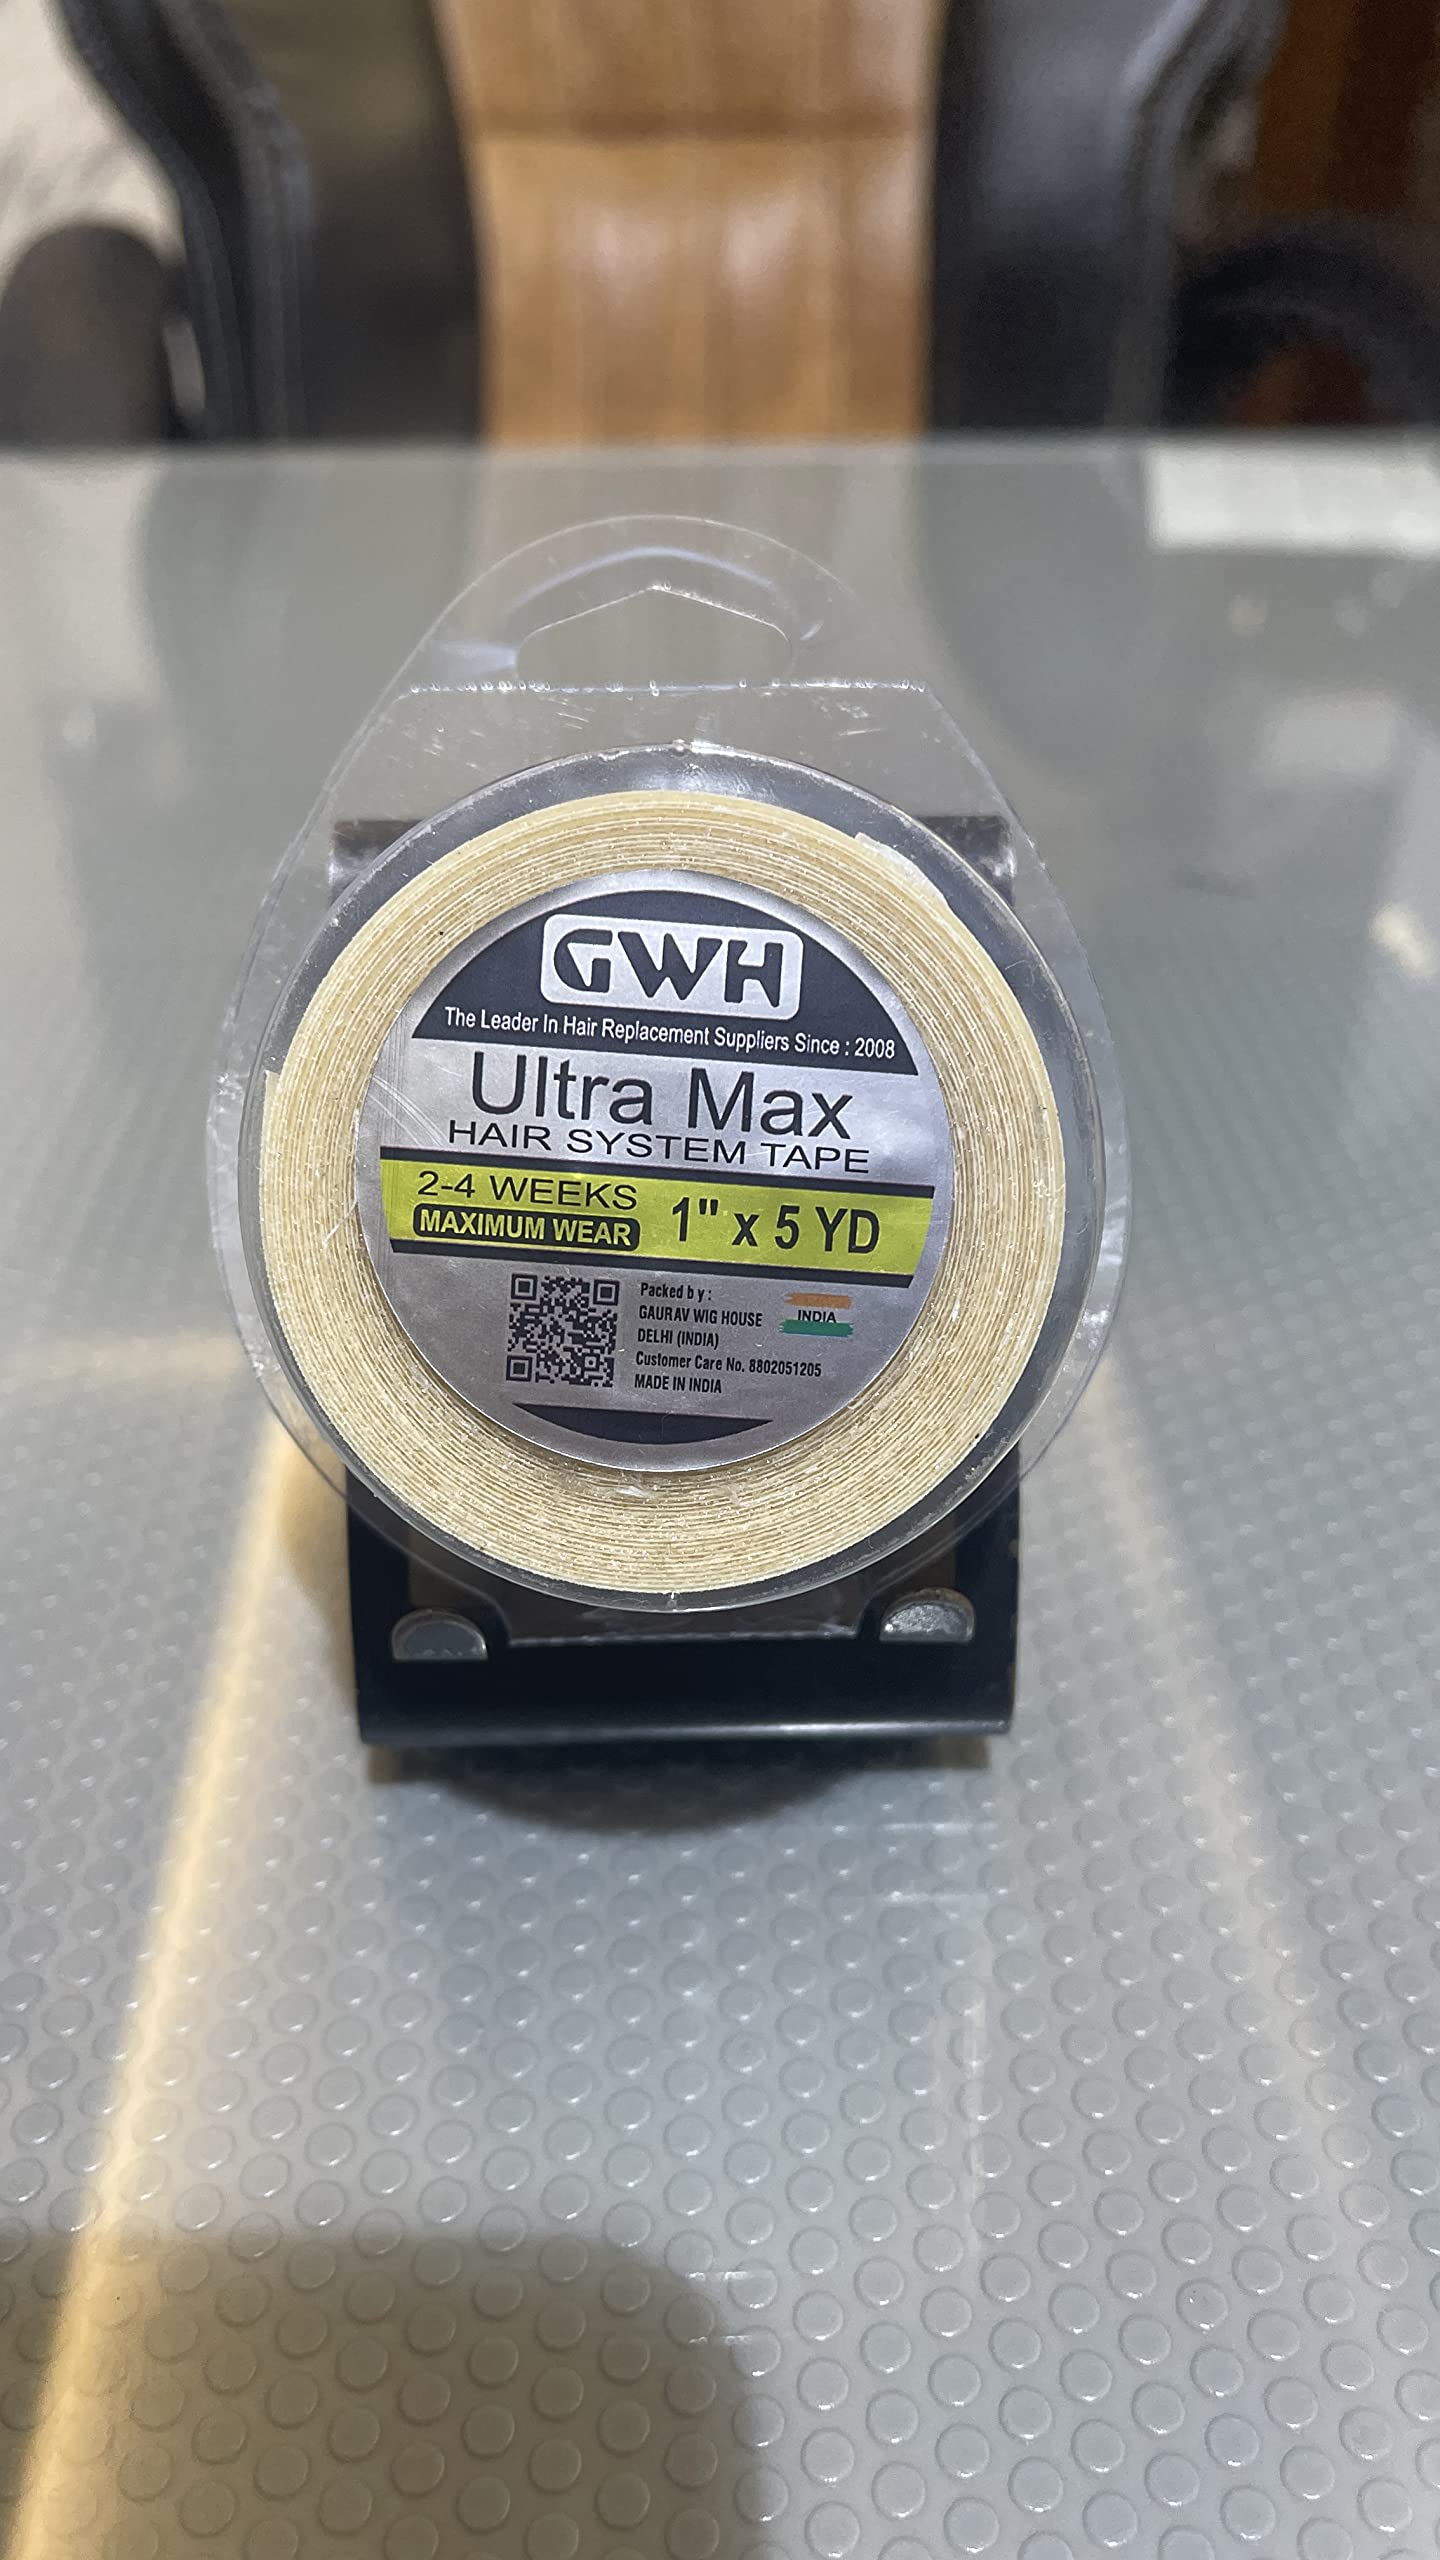 GWH
The Leader In Hair Replacement Suppliers Since : 2008
Ultra Max
HAIR SYSTEM TAPE
2-4 WEEKS
MAXIMUM WEAR
1" x 5 YD
Packed by :
GAURAV WIG HOUSE
DELHI (INDIA)
Customer Care No. 8802051205
MADE IN INDIA
INDIA